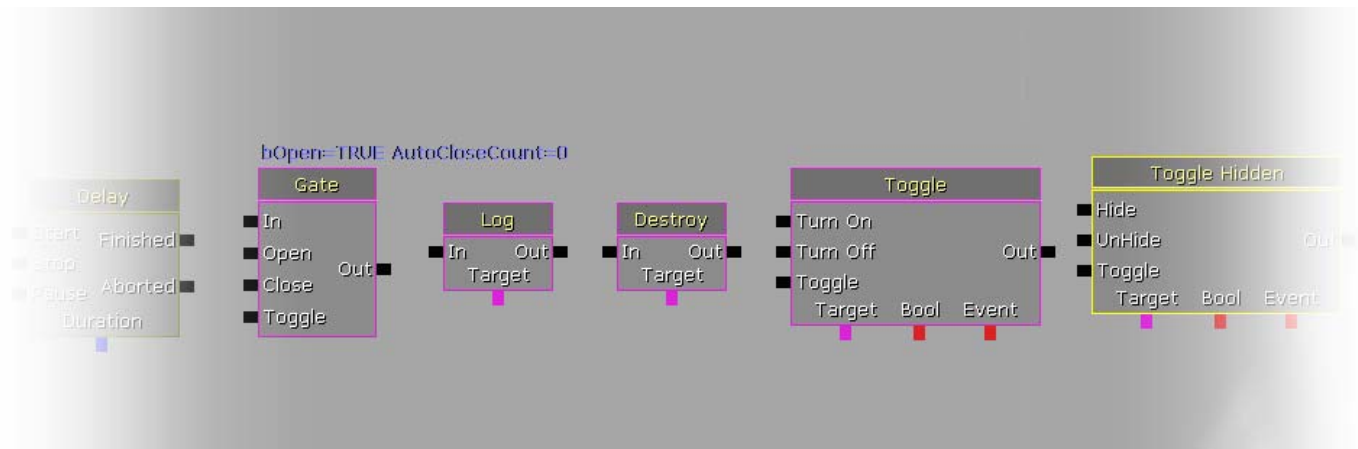 bOpen=TRUE AutoCloseCount=0
Delay
Start Finished
Stop
Pause Aborted
Duration
Gate
In
Open
Out
Close
Toggle
Log
In Out
Target
Destroy
In Out
Target
Toggle
Turn On
Turn Off Out
Toggle
Target Bool Event
Toggle Hidden
Hide
UnHide Out
Toggle
Target Bool Event